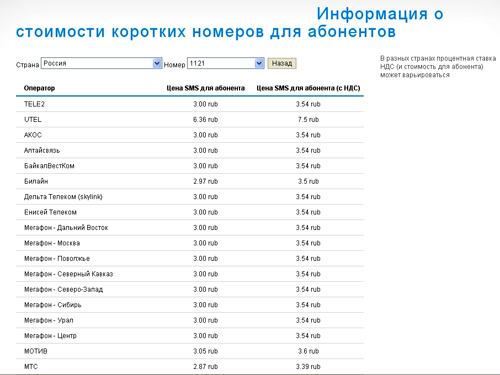 Информация о
стоимости коротких номеров для абонентов
Страна Россия Номер 1121 Назад
В разных странах процентная ставка
НДС (и стоимость для абонента)
может варьироваться
Оператор Цена SMS для абонента Цена SMS для абонента (с НДС)
TELE2 3.00 rub 3.54 rub
UTEL 6.36 rub 7.5 rub
АКОС 3.00 rub 3.54 rub
Алтайсвязь 3.00 rub 3.54 rub
БайкалВестКом 3.00 rub 3.54 rub
Билайн 2.97 rub 3.5 rub
Дельта Телеком (skylink) 3.00 rub 3.54 rub
Енисей Телеком 3.00 rub 3.54 rub
Мегафон - Дальний Восток 3.00 rub 3.54 rub
Мегафон - Москва 3.00 rub 3.54 rub
Мегафон - Поволжье 3.00 rub 3.54 rub
Мегафон - Северный Кавказ 3.00 rub 3.54 rub
Мегафон - Северо-Запад 3.00 rub 3.54 rub
Мегафон - Сибирь 3.00 rub 3.54 rub
Мегафон - Урал 3.00 rub 3.54 rub
Мегафон - Центр 3.00 rub 3.54 rub
МОТИВ 3.05 rub 3.6 rub
МТС 2.87 rub 3.39 rub